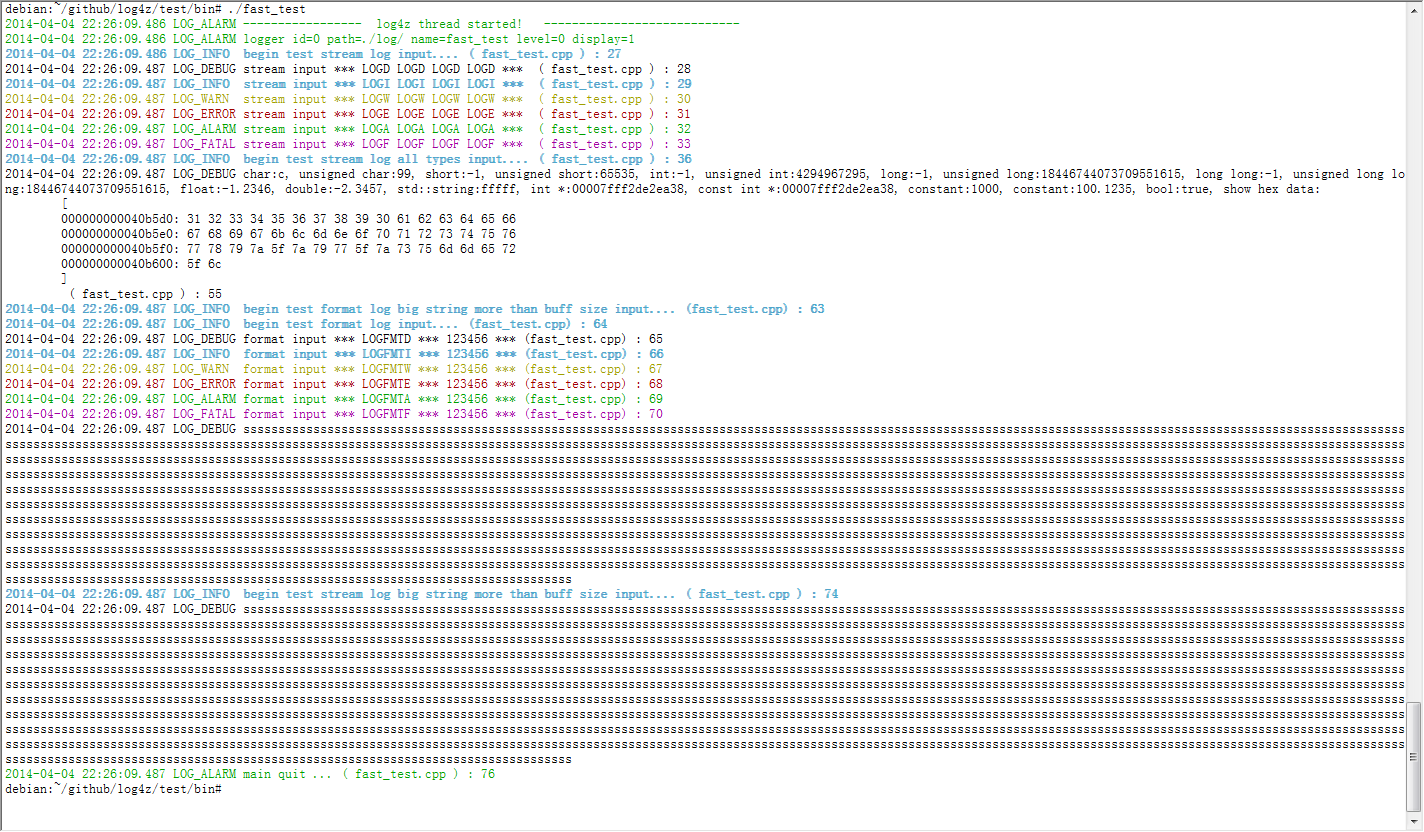 debian:~/github/log4z/test/bin# ./fast_test
2014-04-04 22:26:09.486 LOG_ALARM -----------------  log4z thread started!   ----------------------------
2014-04-04 22:26:09.486 LOG_ALARM logger id=0 path=./log/ name=fast_test level=0 display=1
2014-04-04 22:26:09.486 LOG_INFO  begin test stream log input.... ( fast_test.cpp ) : 27
2014-04-04 22:26:09.487 LOG_DEBUG stream input *** LOGD LOGD LOGD LOGD ***  ( fast_test.cpp ) : 28
2014-04-04 22:26:09.487 LOG_INFO  stream input *** LOGI LOGI LOGI LOGI ***  ( fast_test.cpp ) : 29
2014-04-04 22:26:09.487 LOG_WARN  stream input *** LOGW LOGW LOGW LOGW ***  ( fast_test.cpp ) : 30
2014-04-04 22:26:09.487 LOG_ERROR stream input *** LOGE LOGE LOGE LOGE ***  ( fast_test.cpp ) : 31
2014-04-04 22:26:09.487 LOG_ALARM stream input *** LOGA LOGA LOGA LOGA ***  ( fast_test.cpp ) : 32
2014-04-04 22:26:09.487 LOG_FATAL stream input *** LOGF LOGF LOGF LOGF ***  ( fast_test.cpp ) : 33
2014-04-04 22:26:09.487 LOG_INFO  begin test stream log all types input.... ( fast_test.cpp ) : 36
2014-04-04 22:26:09.487 LOG_DEBUG char:c, unsigned char:99, short:-1, unsigned short:65535, int:-1, unsigned int:4294967295, long:-1, unsigned long:18446744073709551615, long long:-1, unsigned long lo
ng:18446744073709551615, float:-1.2346, double:-2.3457, std::string:fffff, int *:00007fff2de2ea38, const int *:00007fff2de2ea38, constant:1000, constant:100.1235, bool:true, show hex data:
[
000000000040b5d0: 31 32 33 34 35 36 37 38 39 30 61 62 63 64 65 66
000000000040b5e0: 67 68 69 67 6b 6c 6d 6e 6f 70 71 72 73 74 75 76
000000000040b5f0: 77 78 79 7a 5f 7a 79 77 5f 7a 73 75 6d 6d 65 72
000000000040b600: 5f 6c
]
( fast_test.cpp ) : 55
2014-04-04 22:26:09.487 LOG_INFO  begin test format log big string more than buff size input.... (fast_test.cpp) : 63
2014-04-04 22:26:09.487 LOG_INFO  begin test format log input.... (fast_test.cpp) : 64
2014-04-04 22:26:09.487 LOG_DEBUG format input *** LOGFMTD *** 123456 *** (fast_test.cpp) : 65
2014-04-04 22:26:09.487 LOG_INFO  format input *** LOGFMTI *** 123456 *** (fast_test.cpp) : 66
2014-04-04 22:26:09.487 LOG_WARN  format input *** LOGFMTW *** 123456 *** (fast_test.cpp) : 67
2014-04-04 22:26:09.487 LOG_ERROR format input *** LOGFMTE *** 123456 *** (fast_test.cpp) : 68
2014-04-04 22:26:09.487 LOG_ALARM format input *** LOGFMTA *** 123456 *** (fast_test.cpp) : 69
2014-04-04 22:26:09.487 LOG_FATAL format input *** LOGFMTF *** 123456 *** (fast_test.cpp) : 70
2014-04-04 22:26:09.487 LOG_DEBUG ssssssssssssssssssssssssssssssssssssssssssssssssssssssssssssssssssssssssssssssssssssssssssssssssssssssssssssssssssssssssssssssssssssssssssssssssssssssssssssssssssssss
ssssssssssssssssssssssssssssssssssssssssssssssssssssssssssssssssssssssssssssssssssssssssssssssssssssssssssssssssssssssssssssssssssssssssssssssssssssssssssssssssssssssssssssssssssssssssssssssssssssssss
ssssssssssssssssssssssssssssssssssssssssssssssssssssssssssssssssssssssssssssssssssssssssssssssssssssssssssssssssssssssssssssssssssssssssssssssssssssssssssssssssssssssssssssssssssssssssssssssssssssssss
ssssssssssssssssssssssssssssssssssssssssssssssssssssssssssssssssssssssssssssssssssssssssssssssssssssssssssssssssssssssssssssssssssssssssssssssssssssssssssssssssssssssssssssssssssssssssssssssssssssssss
ssssssssssssssssssssssssssssssssssssssssssssssssssssssssssssssssssssssssssssssssssssssssssssssssssssssssssssssssssssssssssssssssssssssssssssssssssssssssssssssssssssssssssssssssssssssssssssssssssssssss
ssssssssssssssssssssssssssssssssssssssssssssssssssssssssssssssssssssssssssssssssssssssssssssssssssssssssssssssssssssssssssssssssssssssssssssssssssssssssssssssssssssssssssssssssssssssssssssssssssssssss
ssssssssssssssssssssssssssssssssssssssssssssssssssssssssssssssssssssssssssssssssssssssssssssssssssssssssssssssssssssssssssssssssssssssssssssssssssssssssssssssssssssssssssssssssssssssssssssssssssssssss
ssssssssssssssssssssssssssssssssssssssssssssssssssssssssssssssssssssssssssssssssssssssssssssssssssssssssssssssssssssssssssssssssssssssssssssssssssssssssssssssssssssssssssssssssssssssssssssssssssssssss
ssssssssssssssssssssssssssssssssssssssssssssssssssssssssssssssssssssssssssssssssssssssssssssssssssssssssssssssssssssssssssssssssssssssssssssssssssssssssssssssssssssssssssssssssssssssssssssssssssssssss
ssssssssssssssssssssssssssssssssssssssssssssssssssssssssssssssssssssssssssssssssssssssssssssssssssssssssssssssssssssssssssssssssssssssssssssssssssssssssssssssssssssssssssssssssssssssssssssssssssssssss
sssssssssssssssssssssssssssssssssssssssssssssssssssssssssssssssssssssssssssssssss
2014-04-04 22:26:09.487 LOG_INFO  begin test stream log big string more than buff size input.... ( fast_test.cpp ) : 74
2014-04-04 22:26:09.487 LOG_DEBUG ssssssssssssssssssssssssssssssssssssssssssssssssssssssssssssssssssssssssssssssssssssssssssssssssssssssssssssssssssssssssssssssssssssssssssssssssssssssssssssssssssssss
ssssssssssssssssssssssssssssssssssssssssssssssssssssssssssssssssssssssssssssssssssssssssssssssssssssssssssssssssssssssssssssssssssssssssssssssssssssssssssssssssssssssssssssssssssssssssssssssssssssssss
ssssssssssssssssssssssssssssssssssssssssssssssssssssssssssssssssssssssssssssssssssssssssssssssssssssssssssssssssssssssssssssssssssssssssssssssssssssssssssssssssssssssssssssssssssssssssssssssssssssssss
ssssssssssssssssssssssssssssssssssssssssssssssssssssssssssssssssssssssssssssssssssssssssssssssssssssssssssssssssssssssssssssssssssssssssssssssssssssssssssssssssssssssssssssssssssssssssssssssssssssssss
ssssssssssssssssssssssssssssssssssssssssssssssssssssssssssssssssssssssssssssssssssssssssssssssssssssssssssssssssssssssssssssssssssssssssssssssssssssssssssssssssssssssssssssssssssssssssssssssssssssssss
ssssssssssssssssssssssssssssssssssssssssssssssssssssssssssssssssssssssssssssssssssssssssssssssssssssssssssssssssssssssssssssssssssssssssssssssssssssssssssssssssssssssssssssssssssssssssssssssssssssssss
ssssssssssssssssssssssssssssssssssssssssssssssssssssssssssssssssssssssssssssssssssssssssssssssssssssssssssssssssssssssssssssssssssssssssssssssssssssssssssssssssssssssssssssssssssssssssssssssssssssssss
ssssssssssssssssssssssssssssssssssssssssssssssssssssssssssssssssssssssssssssssssssssssssssssssssssssssssssssssssssssssssssssssssssssssssssssssssssssssssssssssssssssssssssssssssssssssssssssssssssssssss
ssssssssssssssssssssssssssssssssssssssssssssssssssssssssssssssssssssssssssssssssssssssssssssssssssssssssssssssssssssssssssssssssssssssssssssssssssssssssssssssssssssssssssssssssssssssssssssssssssssssss
ssssssssssssssssssssssssssssssssssssssssssssssssssssssssssssssssssssssssssssssssssssssssssssssssssssssssssssssssssssssssssssssssssssssssssssssssssssssssssssssssssssssssssssssssssssssssssssssssssssssss
sssssssssssssssssssssssssssssssssssssssssssssssssssssssssssssssssssssssssssssssss
2014-04-04 22:26:09.487 LOG_ALARM main quit ... ( fast_test.cpp ) : 76
debian:~/github/log4z/test/bin#